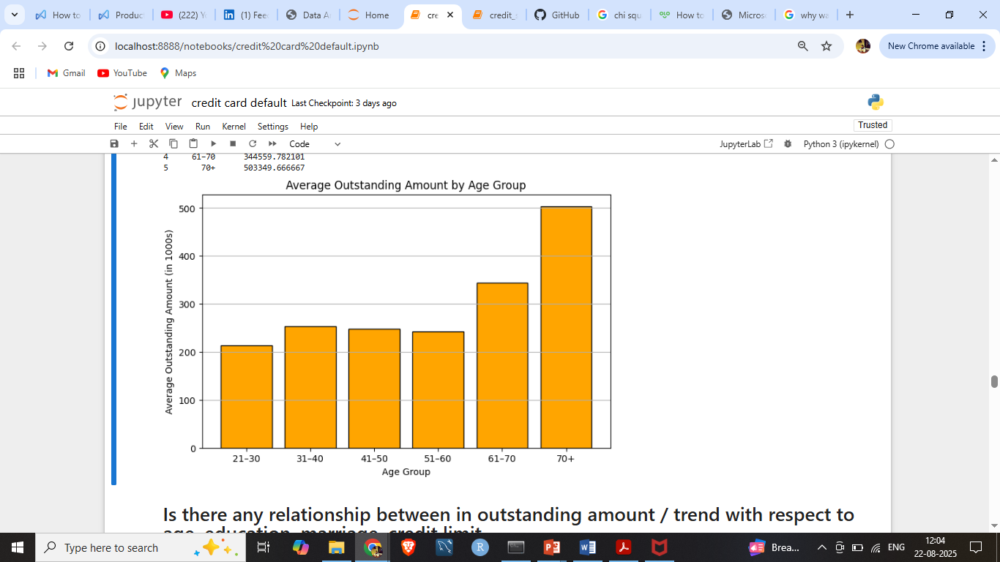 How to
Product
(222) Y
(1) Fee
Data A
Home
cre
credit_
GitHub
chi squ
How to
Micros
why wa
localhost:8888/notebooks/credit%20card%20default.ipynb
New Chrome available
Gmail
YouTube
Maps
jupyter credit card default Last Checkpoint: 3 days ago
File Edit View Run Kernel Settings Help
Trusted
Code
JupyterLab
Python 3 (ipykernel)
4 61-70 344559.782101
5 70+ 503349.666667
Average Outstanding Amount by Age Group
Average Outstanding Amount (in 1000s)
500
400
300
200
100
0
21-30 31-40 41-50 51-60 61-70 70+
Age Group
Is there any relationship between in outstanding amount / trend with respect to
age, education, marriage, credit limit
Type here to search
Brea...
ENG
12:04
22-08-2025